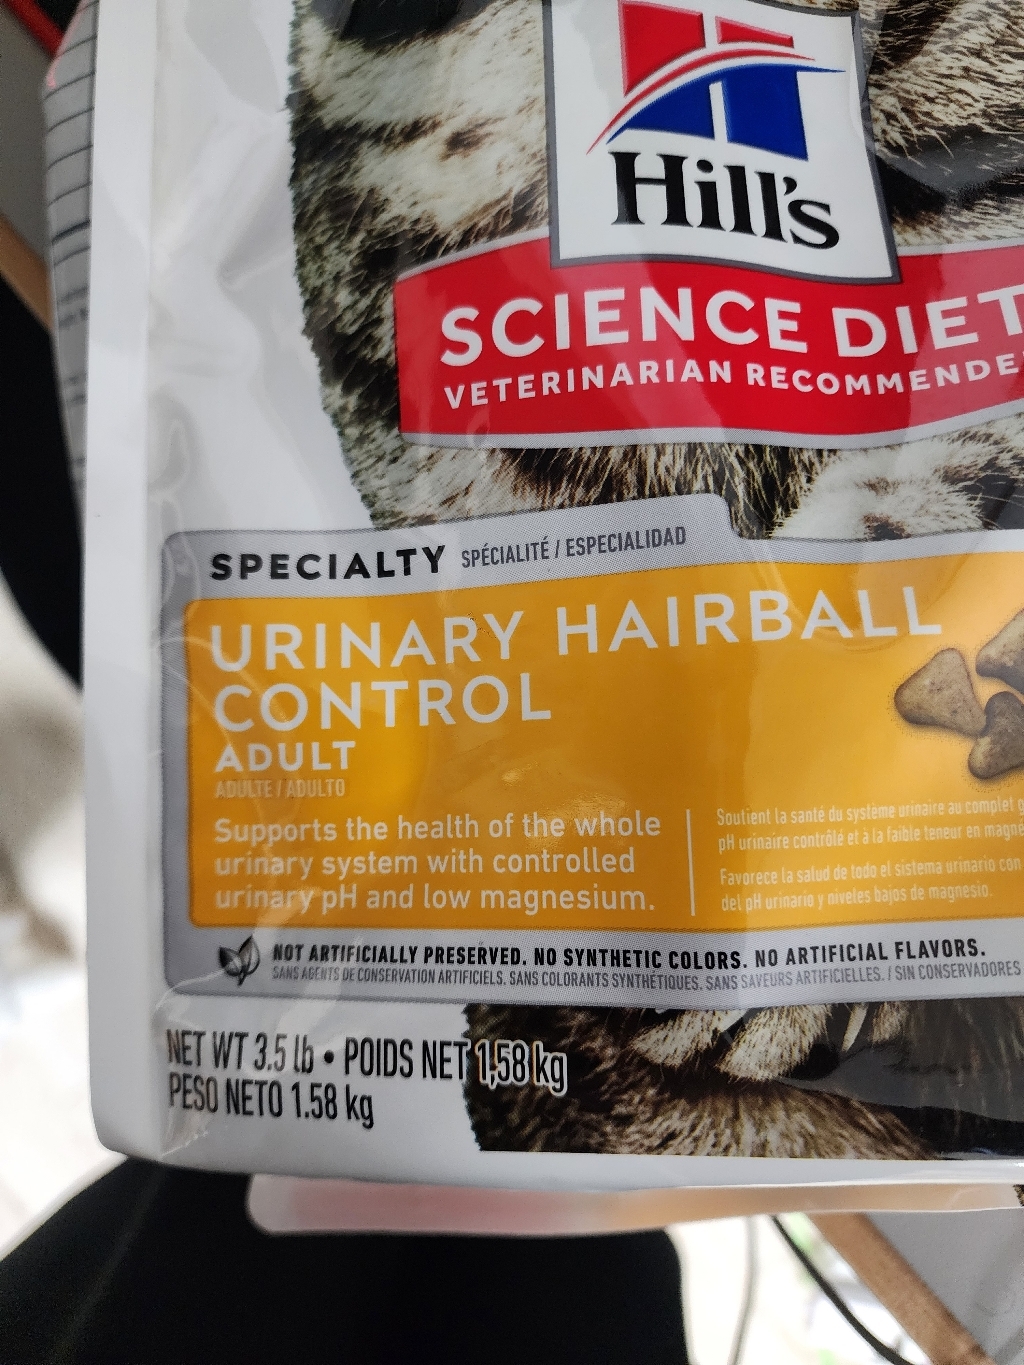 Hill's
SCIENCE DIET
VETERINARIAN RECOMMENDE
SPECIALTY SPÉCIALITÉ / ESPECIALIDAD
URINARY HAIRBALL
CONTROL
ADULT
ADULTE / ADULTO
Supports the health of the whole
urinary system with controlled
urinary pH and low magnesium.
Soutient la santé du système urinaire au complet
pH urinaire contrôlé et à la faible teneur en magné
Favorece la salud de todo el sistema urinario con
del pH urinario y niveles bajos de magnesio.
NOT ARTIFICIALLY PRESERVED. NO SYNTHETIC COLORS. NO ARTIFICIAL FLAVORS.
SANS AGENTS DE CONSERVATION ARTIFICIELS. SANS COLORANTS SYNTHÉTIQUES. SANS SAVEURS ARTIFICIELLES. / SIN CONSERVADORES
NET WT 3.5 lb • POIDS NET 1,58 kg
PESO NETO 1.58 kg